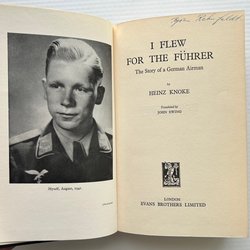 I FLEW
FOR THE FÜHRER
The Story of a German Airman
by
HEINZ KNOKE
Translated by
JOHN EWING
LONDON
EVANS BROTHERS LIMITED
Myself, August, 1940.